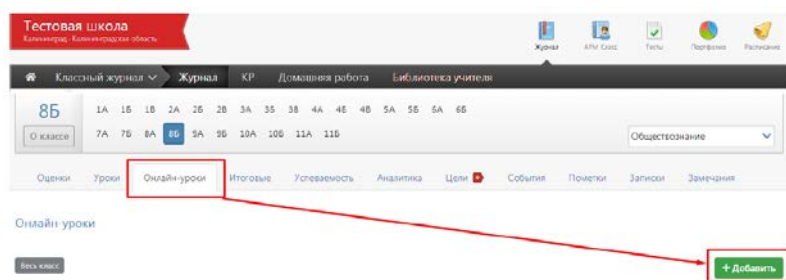 Тестовая школа
Калининград - Калининградская область
Журнал
АРМ Класс
Тесты
Портфолио
Расписание
Классный журнал
Журнал
КР
Домашняя работа
Библиотека учителя
8Б
1А 1Б 1В 2А 2Б 2В 3А 3Б 3В 4А 4Б 4В 5А 5Б 6А 6Б
О классе
7А 7Б 8А 8Б 9А 9Б 10А 10Б 11А 11Б
Обществознание
Оценки
Уроки
Онлайн-уроки
Итоговые
Успеваемость
Аналитика
Цели
События
Пометки
Записки
Замечания
Онлайн-уроки
Весь класс
+ Добавить